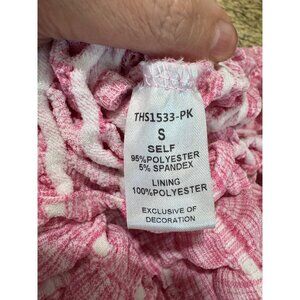 THS1533-PK
S
SELF
95%POLYESTER
5% SPANDEX
LINING
100%POLYESTER
EXCLUSIVE OF
DECORATION